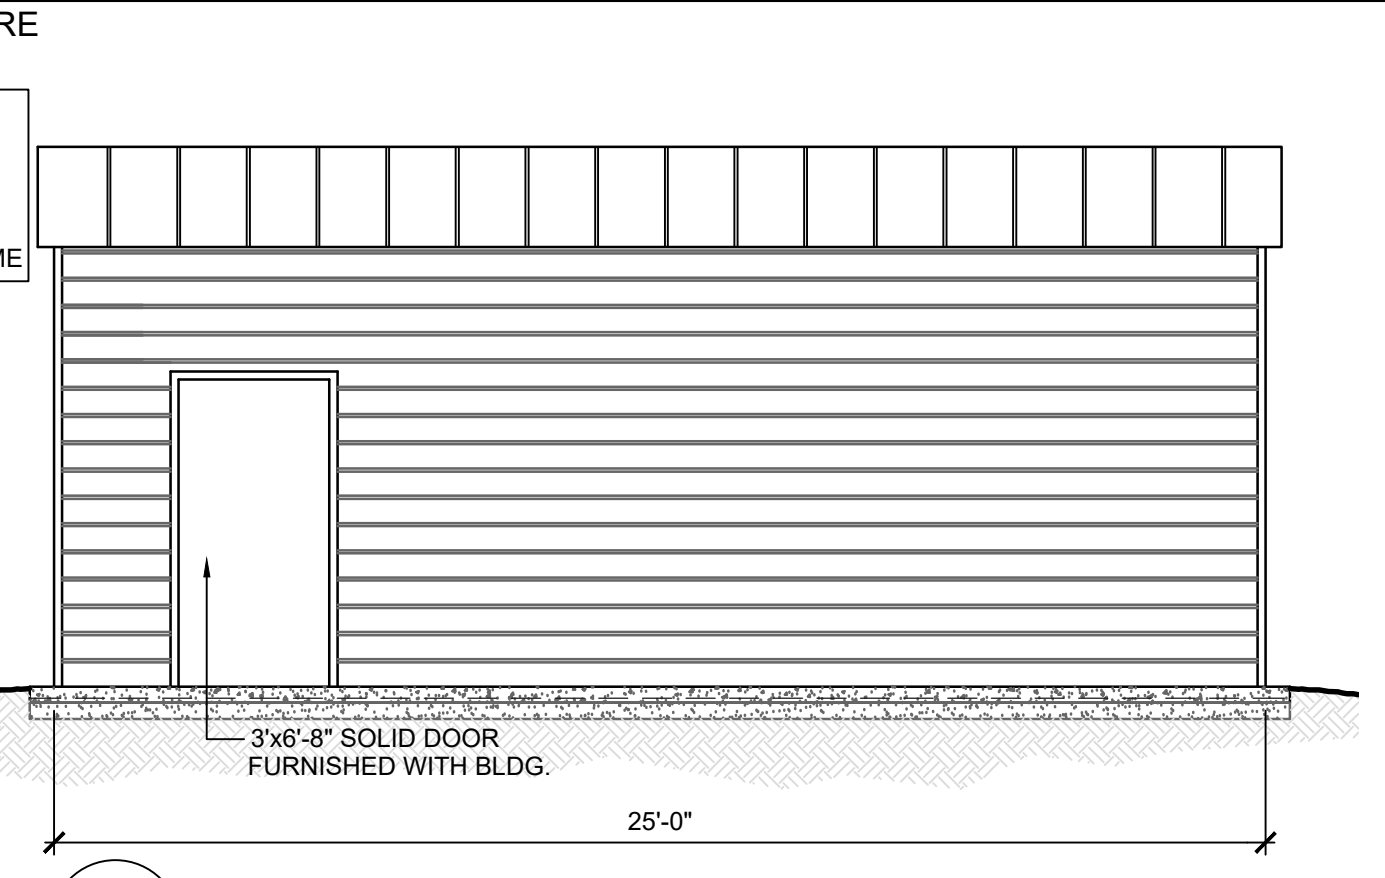 RE
ME
3'x6'-8" SOLID DOOR
FURNISHED WITH BLDG.
25'-0"